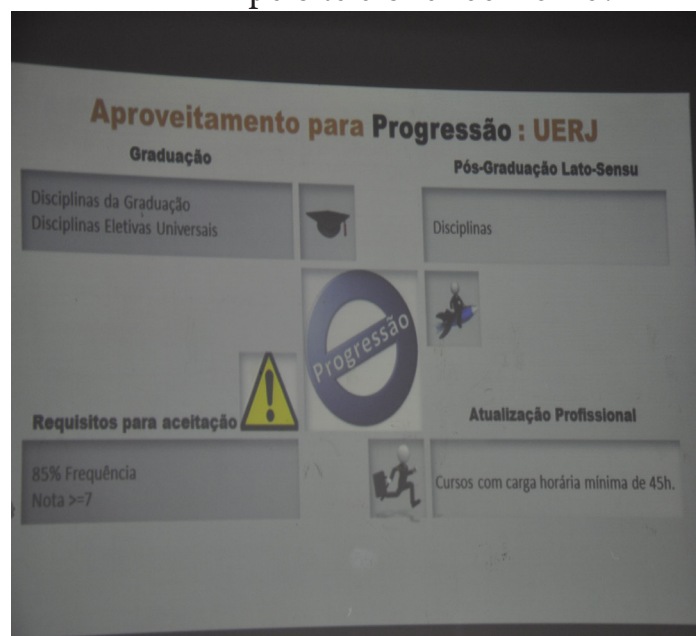 Aproveitamento para Progressão : UERJ
Graduação
Disciplinas da Graduação
Disciplinas Eletivas Universais
Pós-Graduação Lato-Sensu
Disciplinas
Progressão
Requisitos para aceitação
85% Frequência
Nota >=7
Atualização Profissional
Cursos com carga horária mínima de 45h.